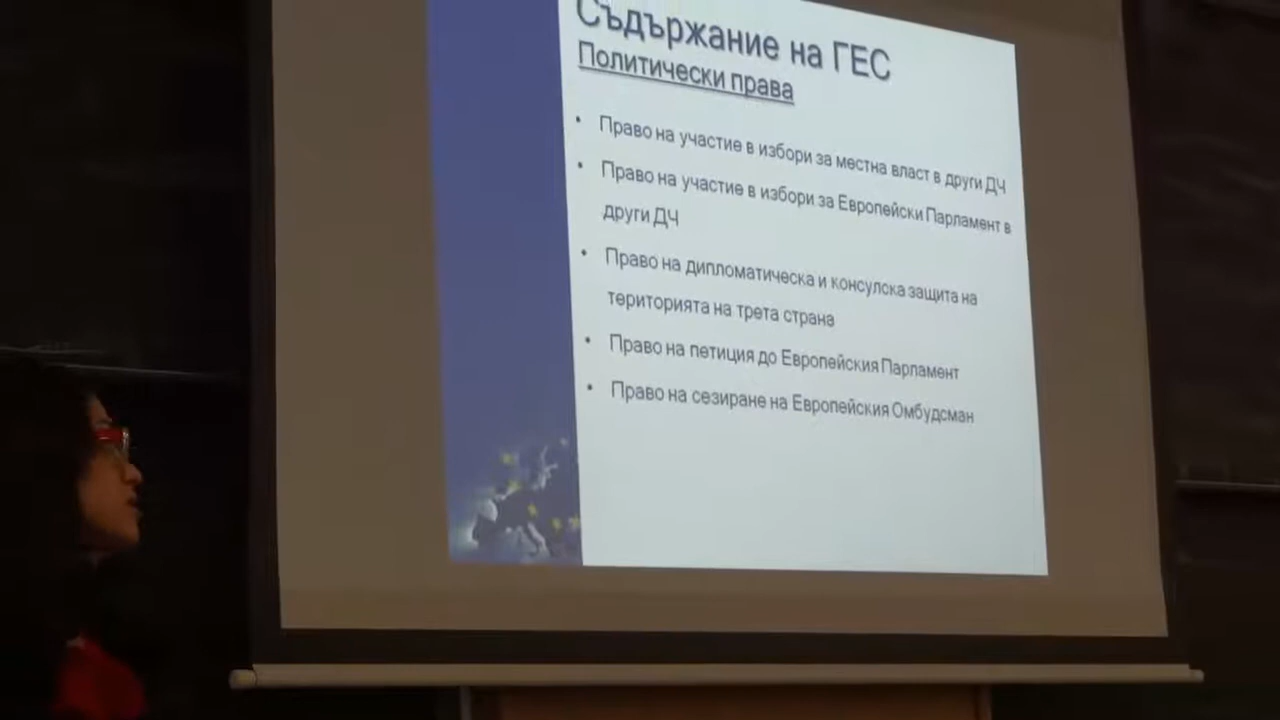 Съдържание на ГЕС
Политически права
• Право на участие в избори за местна власт в други ДЧ
• Право на участие в избори за Европейски Парламент в
други ДЧ
• Право на дипломатическа и консулска защита на
територията на трета страна
• Право на петиция до Европейския Парламент
• Право на сезиране на Европейския Омбудсман